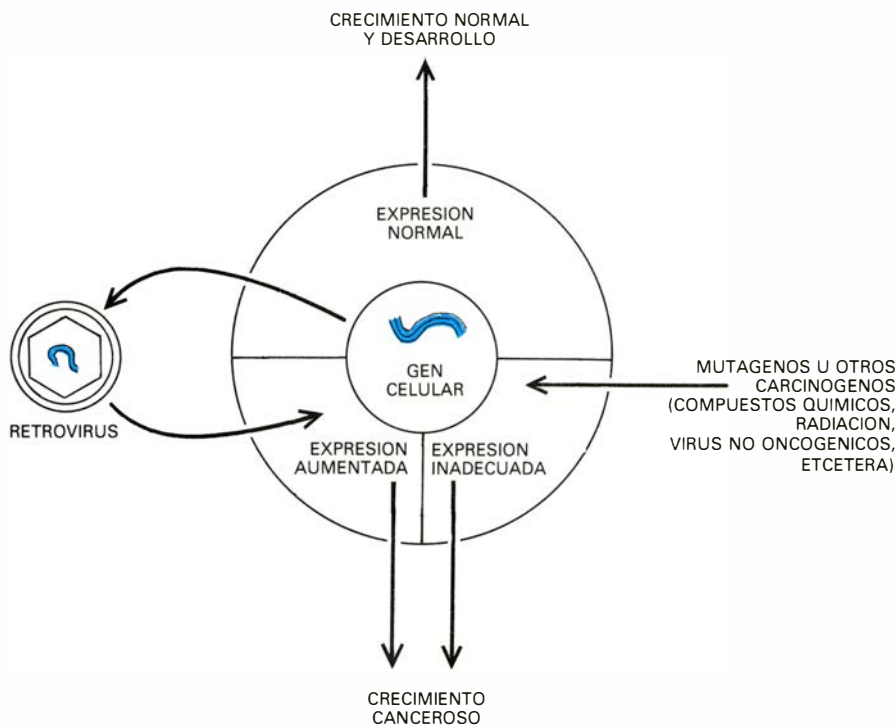 CRECIMIENTO NORMAL
Y DESARROLLO
EXPRESION
NORMAL
GEN
CELULAR
RETROVIRUS
MUTAGENOS U OTROS
CARCINOGENOS
(COMPUESTOS QUIMICOS,
RADIACION,
VIRUS NO ONCOGENICOS,
ETCETERA)
EXPRESION
AUMENTADA
EXPRESION
INADECUADA
CRECIMIENTO
CANCEROSO